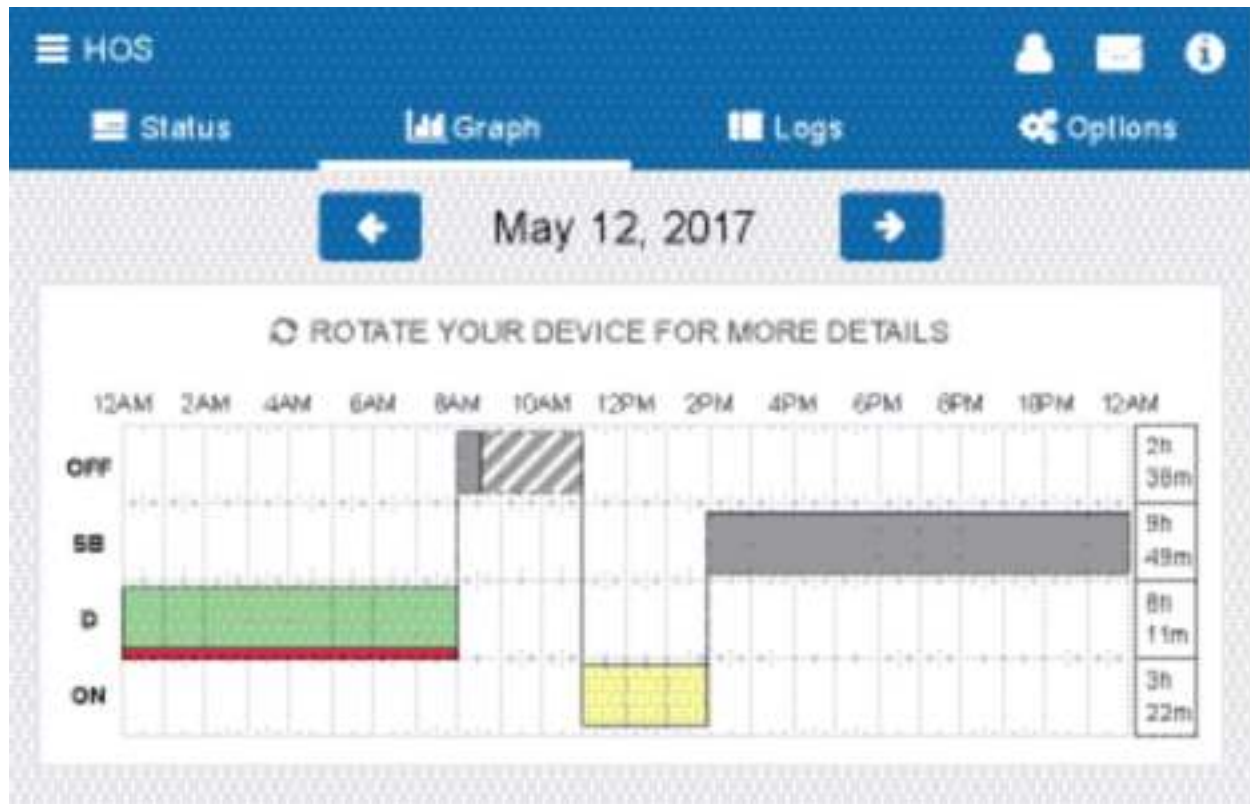 HOS
Status Graph Logs Options
May 12, 2017
ROTATE YOUR DEVICE FOR MORE DETAILS
12AM 2AM 4AM 6AM 8AM 10AM 12PM 2PM 4PM 6PM 8PM 10PM 12AM
OFF
2h
38m
SB
9h
49m
D
8h
11m
ON
3h
22m